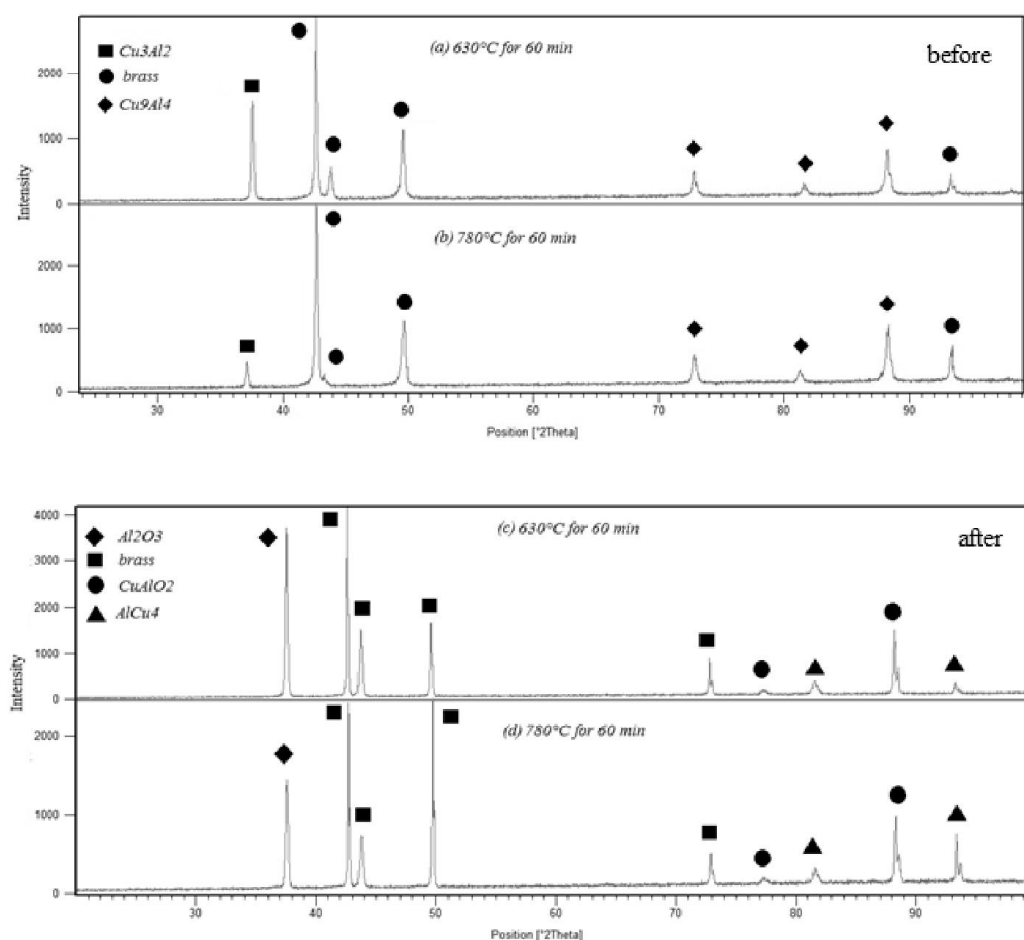 (a) 630°C for 60 min
before
Cu3Al2
brass
Cu9Al4
2000
1000
0
Intensity
(b) 780°C for 60 min
2000
1000
0
30 40 50 60 70 80 90
Position [°2Theta]
4000
(c) 630°C for 60 min
after
Al2O3
brass
CuAlO2
AlCu4
3000
2000
1000
0
Intensity
(d) 780°C for 60 min
2000
1000
0
30 40 50 60 70 80 90
Position [°2Theta]